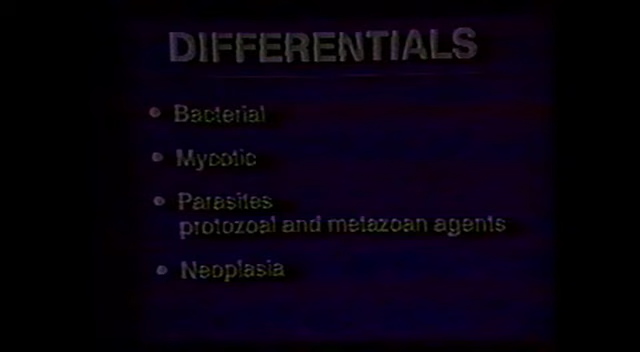 DIFFERENTIALS
• Bacterial
• Mycotic
• Parasites
protozoal and metazoan agents
• Neoplasia